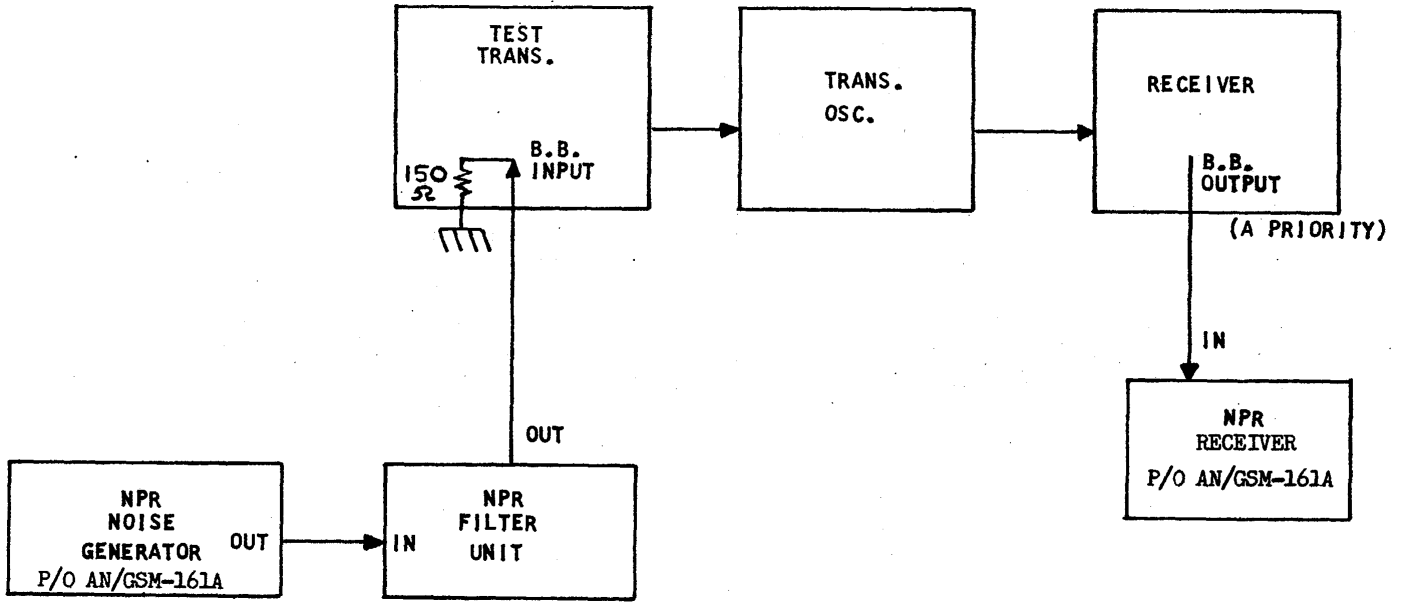 TEST
TRANS.
150
Ω
B.B.
INPUT
TRANS.
OSC.
RECEIVER
B.B.
OUTPUT
(A PRIORITY)
IN
NPR
RECEIVER
P/O AN/GSM-161A
OUT
NPR
NOISE
GENERATOR
OUT
P/O AN/GSM-161A
IN
NPR
FILTER
UNIT